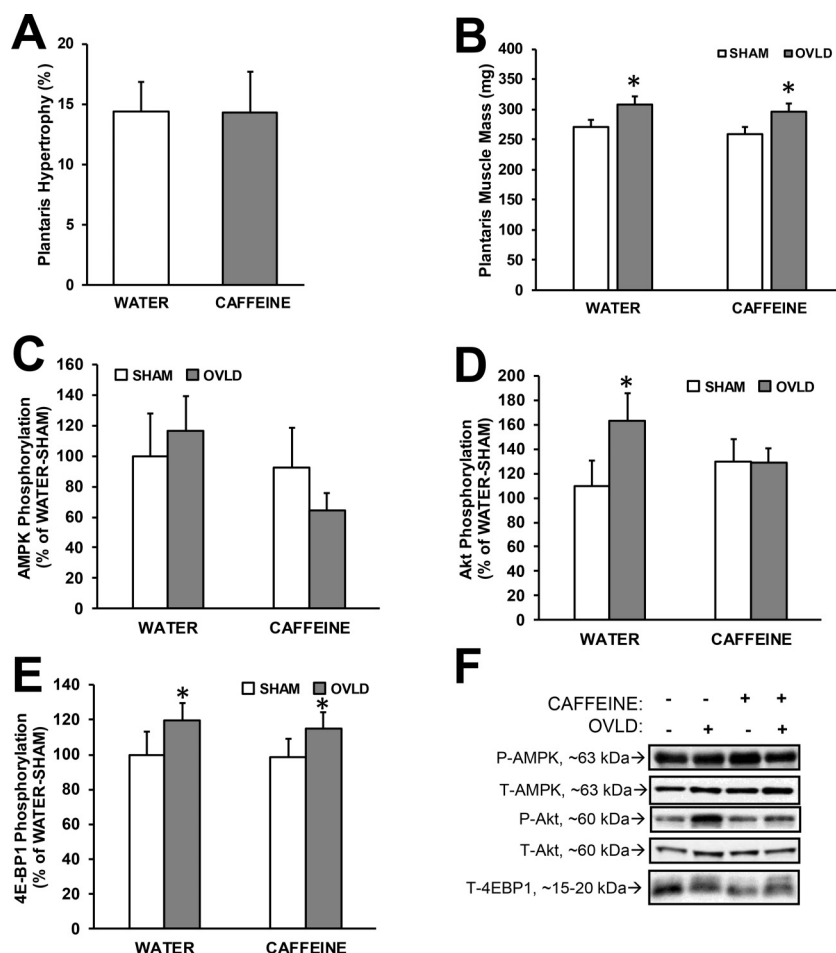 A
Plantaris Hypertrophy (%)
20
15
10
5
0
WATER CAFFEINE
B
Plantaris Muscle Mass (mg)
400
350
300
250
200
150
100
50
0
SHAM OVLD
* *
WATER CAFFEINE
C
AMPK Phosphorylation
(% of WATER-SHAM)
160
140
120
100
80
60
40
20
0
SHAM OVLD
WATER CAFFEINE
D
Akt Phosphorylation
(% of WATER-SHAM)
200
180
160
140
120
100
80
60
40
20
0
SHAM OVLD
*
WATER CAFFEINE
E
4E-BP1 Phosphorylation
(% of WATER-SHAM)
140
120
100
80
60
40
20
0
SHAM OVLD
* *
WATER CAFFEINE
F
CAFFEINE: - - + +
OVLD: - + - +
P-AMPK, ~63 kDa→
T-AMPK, ~63 kDa→
P-Akt, ~60 kDa→
T-Akt, ~60 kDa→
T-4EBP1, ~15-20 kDa→